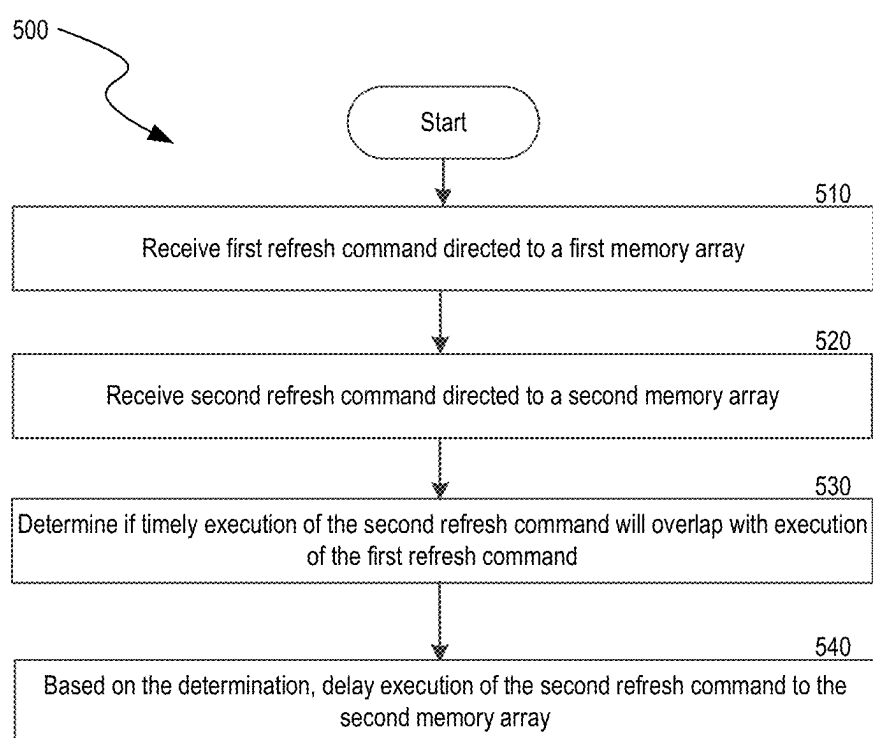 500
Start
510
Receive first refresh command directed to a first memory array
520
Receive second refresh command directed to a second memory array
530
Determine if timely execution of the second refresh command will overlap with execution
of the first refresh command
540
Based on the determination, delay execution of the second refresh command to the
second memory array